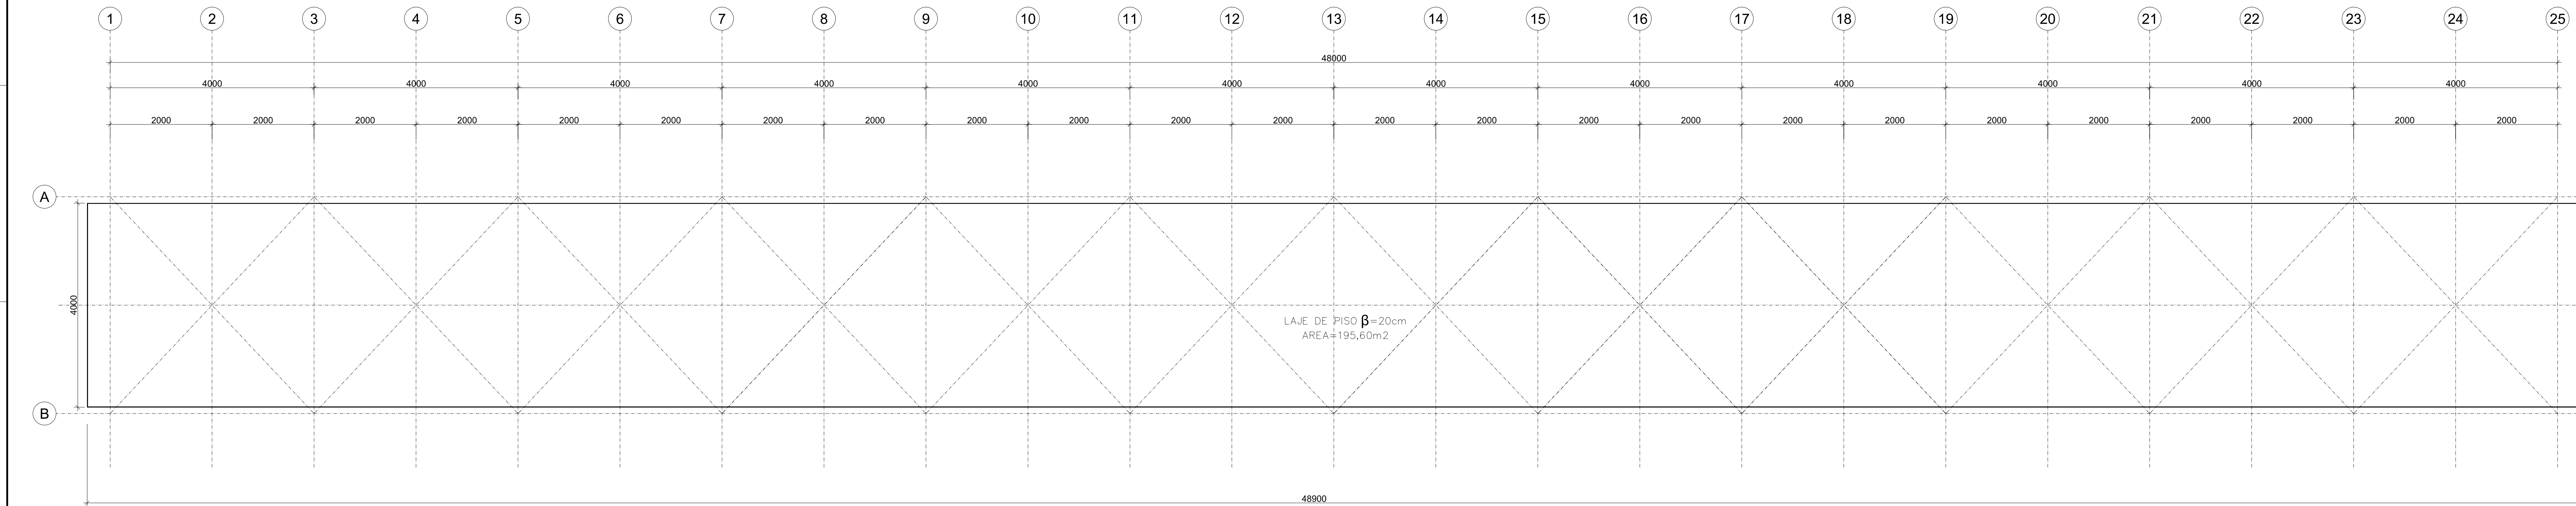 1 2 3 4 5 6 7 8 9 10 11 12 13 14 15 16 17 18 19 20 21 22 23 24 25
48000
4000 4000 4000 4000 4000 4000 4000 4000 4000 4000 4000 4000
2000 2000 2000 2000 2000 2000 2000 2000 2000 2000 2000 2000 2000 2000 2000 2000 2000 2000 2000 2000 2000 2000 2000 2000
A
4000
LAJE DE PISO β=20cm
AREA=195,60m2
B
48900